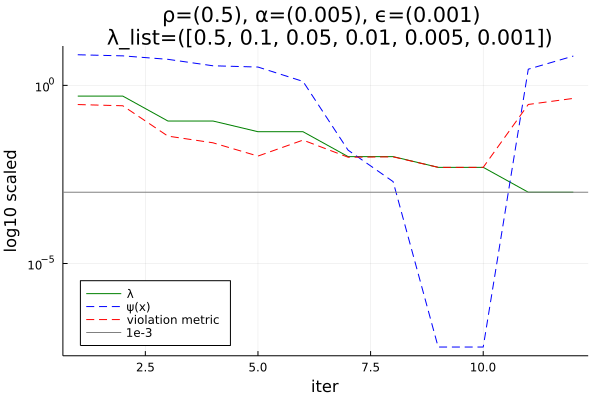 ρ=(0.5), α=(0.005), ϵ=(0.001)
λ_list=([0.5, 0.1, 0.05, 0.01, 0.005, 0.001])
log10 scaled
10⁰
10⁻⁵
λ
ψ(x)
violation metric
1e-3
2.5 5.0 7.5 10.0
iter